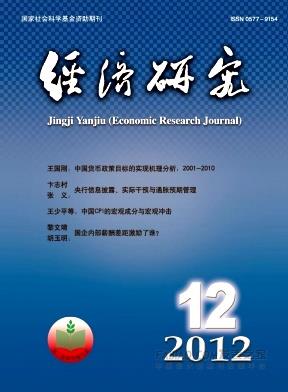 国家社会科学基金资助期刊
ISSN 0577-9154
經濟研究
Jingji Yanjiu (Economic Research Journal)
王国刚: 中国货币政策目标的实现机理分析:2001-2010
卞志村
张义: 央行信息披露、实际干预与通胀预期管理
王少平等: 中国CPI的宏观成分与宏观冲击
黎文靖
胡玉明: 国企内部薪酬差距激励了谁?
12
2012